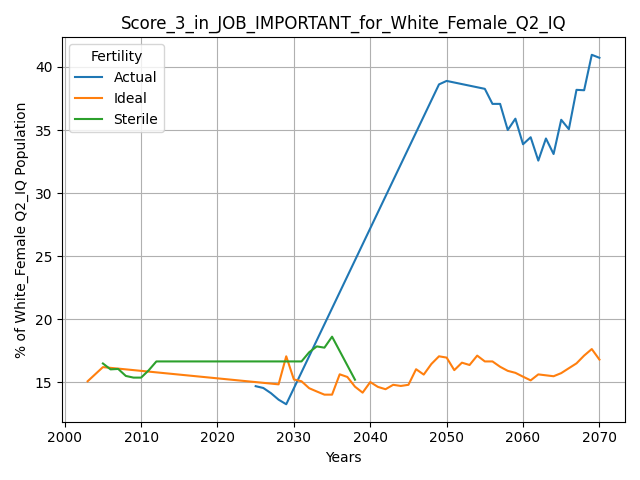 Score_3_in_JOB_IMPORTANT_for_White_Female_Q2_IQ
Fertility
Actual
Ideal
Sterile
% of White_Female Q2_IQ Population
40
35
30
25
20
15
2000 2010 2020 2030 2040 2050 2060 2070
Years